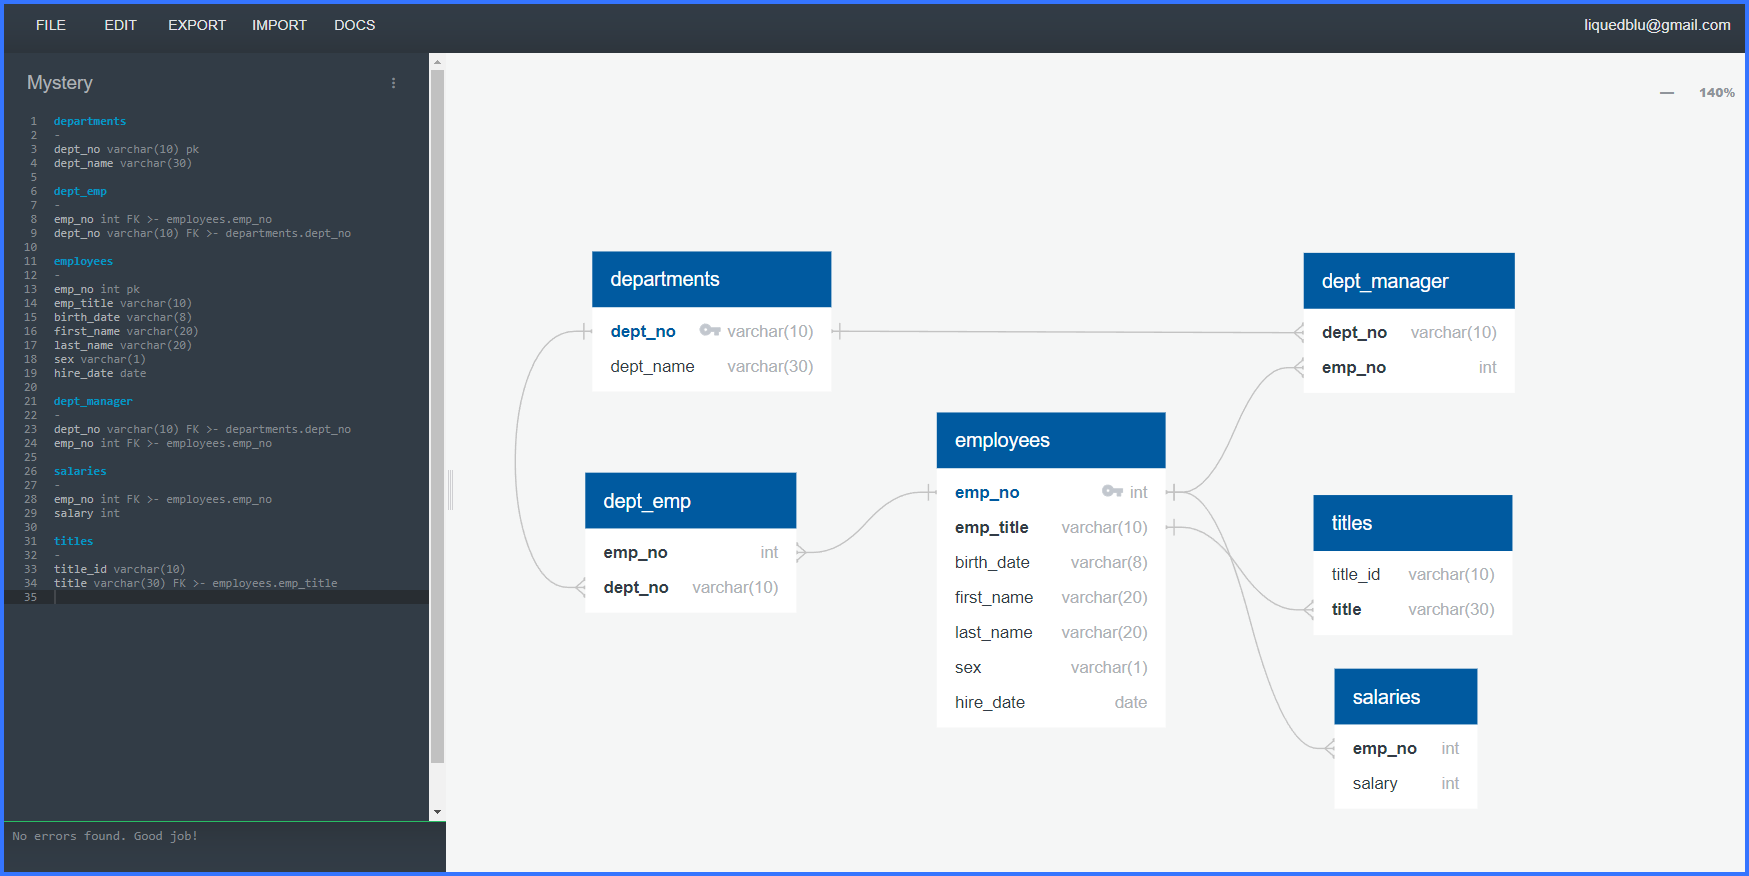 FILE EDIT EXPORT IMPORT DOCS liquedblu@gmail.com
Mystery
140%
1 departments
2 -
3 dept_no varchar(10) pk
4 dept_name varchar(30)
5
6 dept_emp
7 -
8 emp_no int FK >- employees.emp_no
9 dept_no varchar(10) FK >- departments.dept_no
10
11 employees
12 -
13 emp_no int pk
14 emp_title varchar(10)
15 birth_date varchar(8)
16 first_name varchar(20)
17 last_name varchar(20)
18 sex varchar(1)
19 hire_date date
20
21 dept_manager
22 -
23 dept_no varchar(10) FK >- departments.dept_no
24 emp_no int FK >- employees.emp_no
25
26 salaries
27 -
28 emp_no int FK >- employees.emp_no
29 salary int
30
31 titles
32 -
33 title_id varchar(10)
34 title varchar(30) FK >- employees.emp_title
35
No errors found. Good job!
departments
dept_no varchar(10)
dept_name varchar(30)
dept_manager
dept_no varchar(10)
emp_no int
dept_emp
emp_no int
dept_no varchar(10)
employees
emp_no int
emp_title varchar(10)
birth_date varchar(8)
first_name varchar(20)
last_name varchar(20)
sex varchar(1)
hire_date date
titles
title_id varchar(10)
title varchar(30)
salaries
emp_no int
salary int